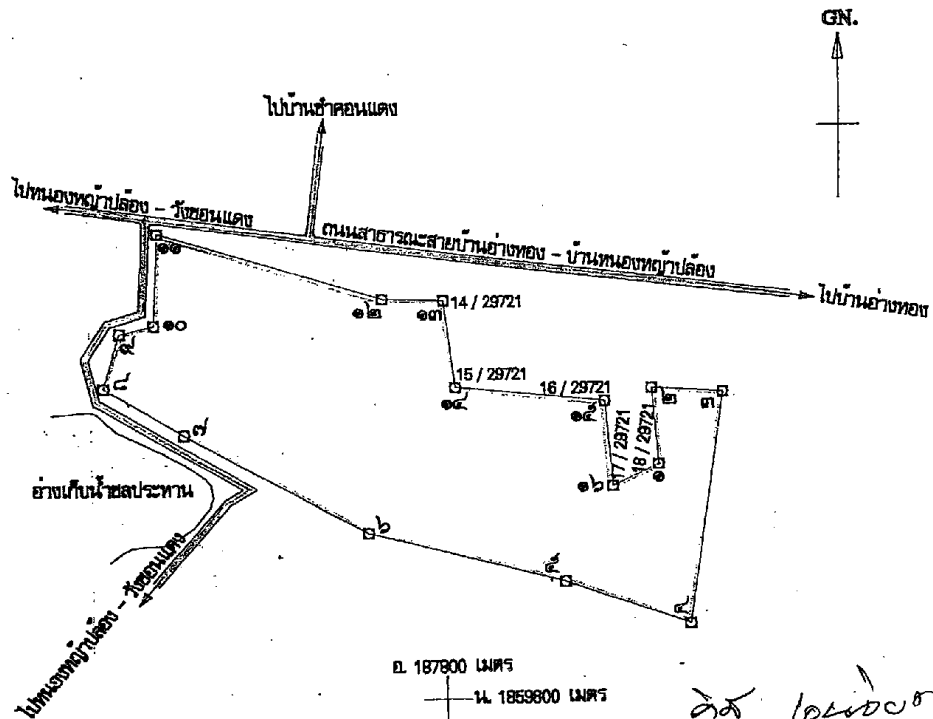 GN.
ไปบ้านซำคอนแดง
ไปหนองหญ้าปล้อง - วังชอนแดง
ถนนสาธารณะสายบ้านอ่างทอง - บ้านหนองหญ้าปล้อง
ไปบ้านอ่างทอง
๑๑
๑๒
๑๓
14 / 29721
๑๐
๙
15 / 29721
๑๔
16 / 29721
๑๕
๒
๓
๘
17 / 29721
18 / 29721
๗
๑
๑๖
อ่างเก็บน้ำชลประทาน
๖
๕
๔
ไปหนองหญ้าปล้อง - วังชอนแดง
อ. 187800 เมตร
น. 1859800 เมตร